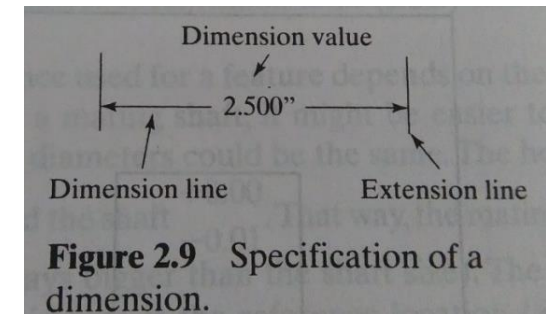 Dimension value
2.500”
Dimension line
Extension line
Figure 2.9 Specification of a
dimension.